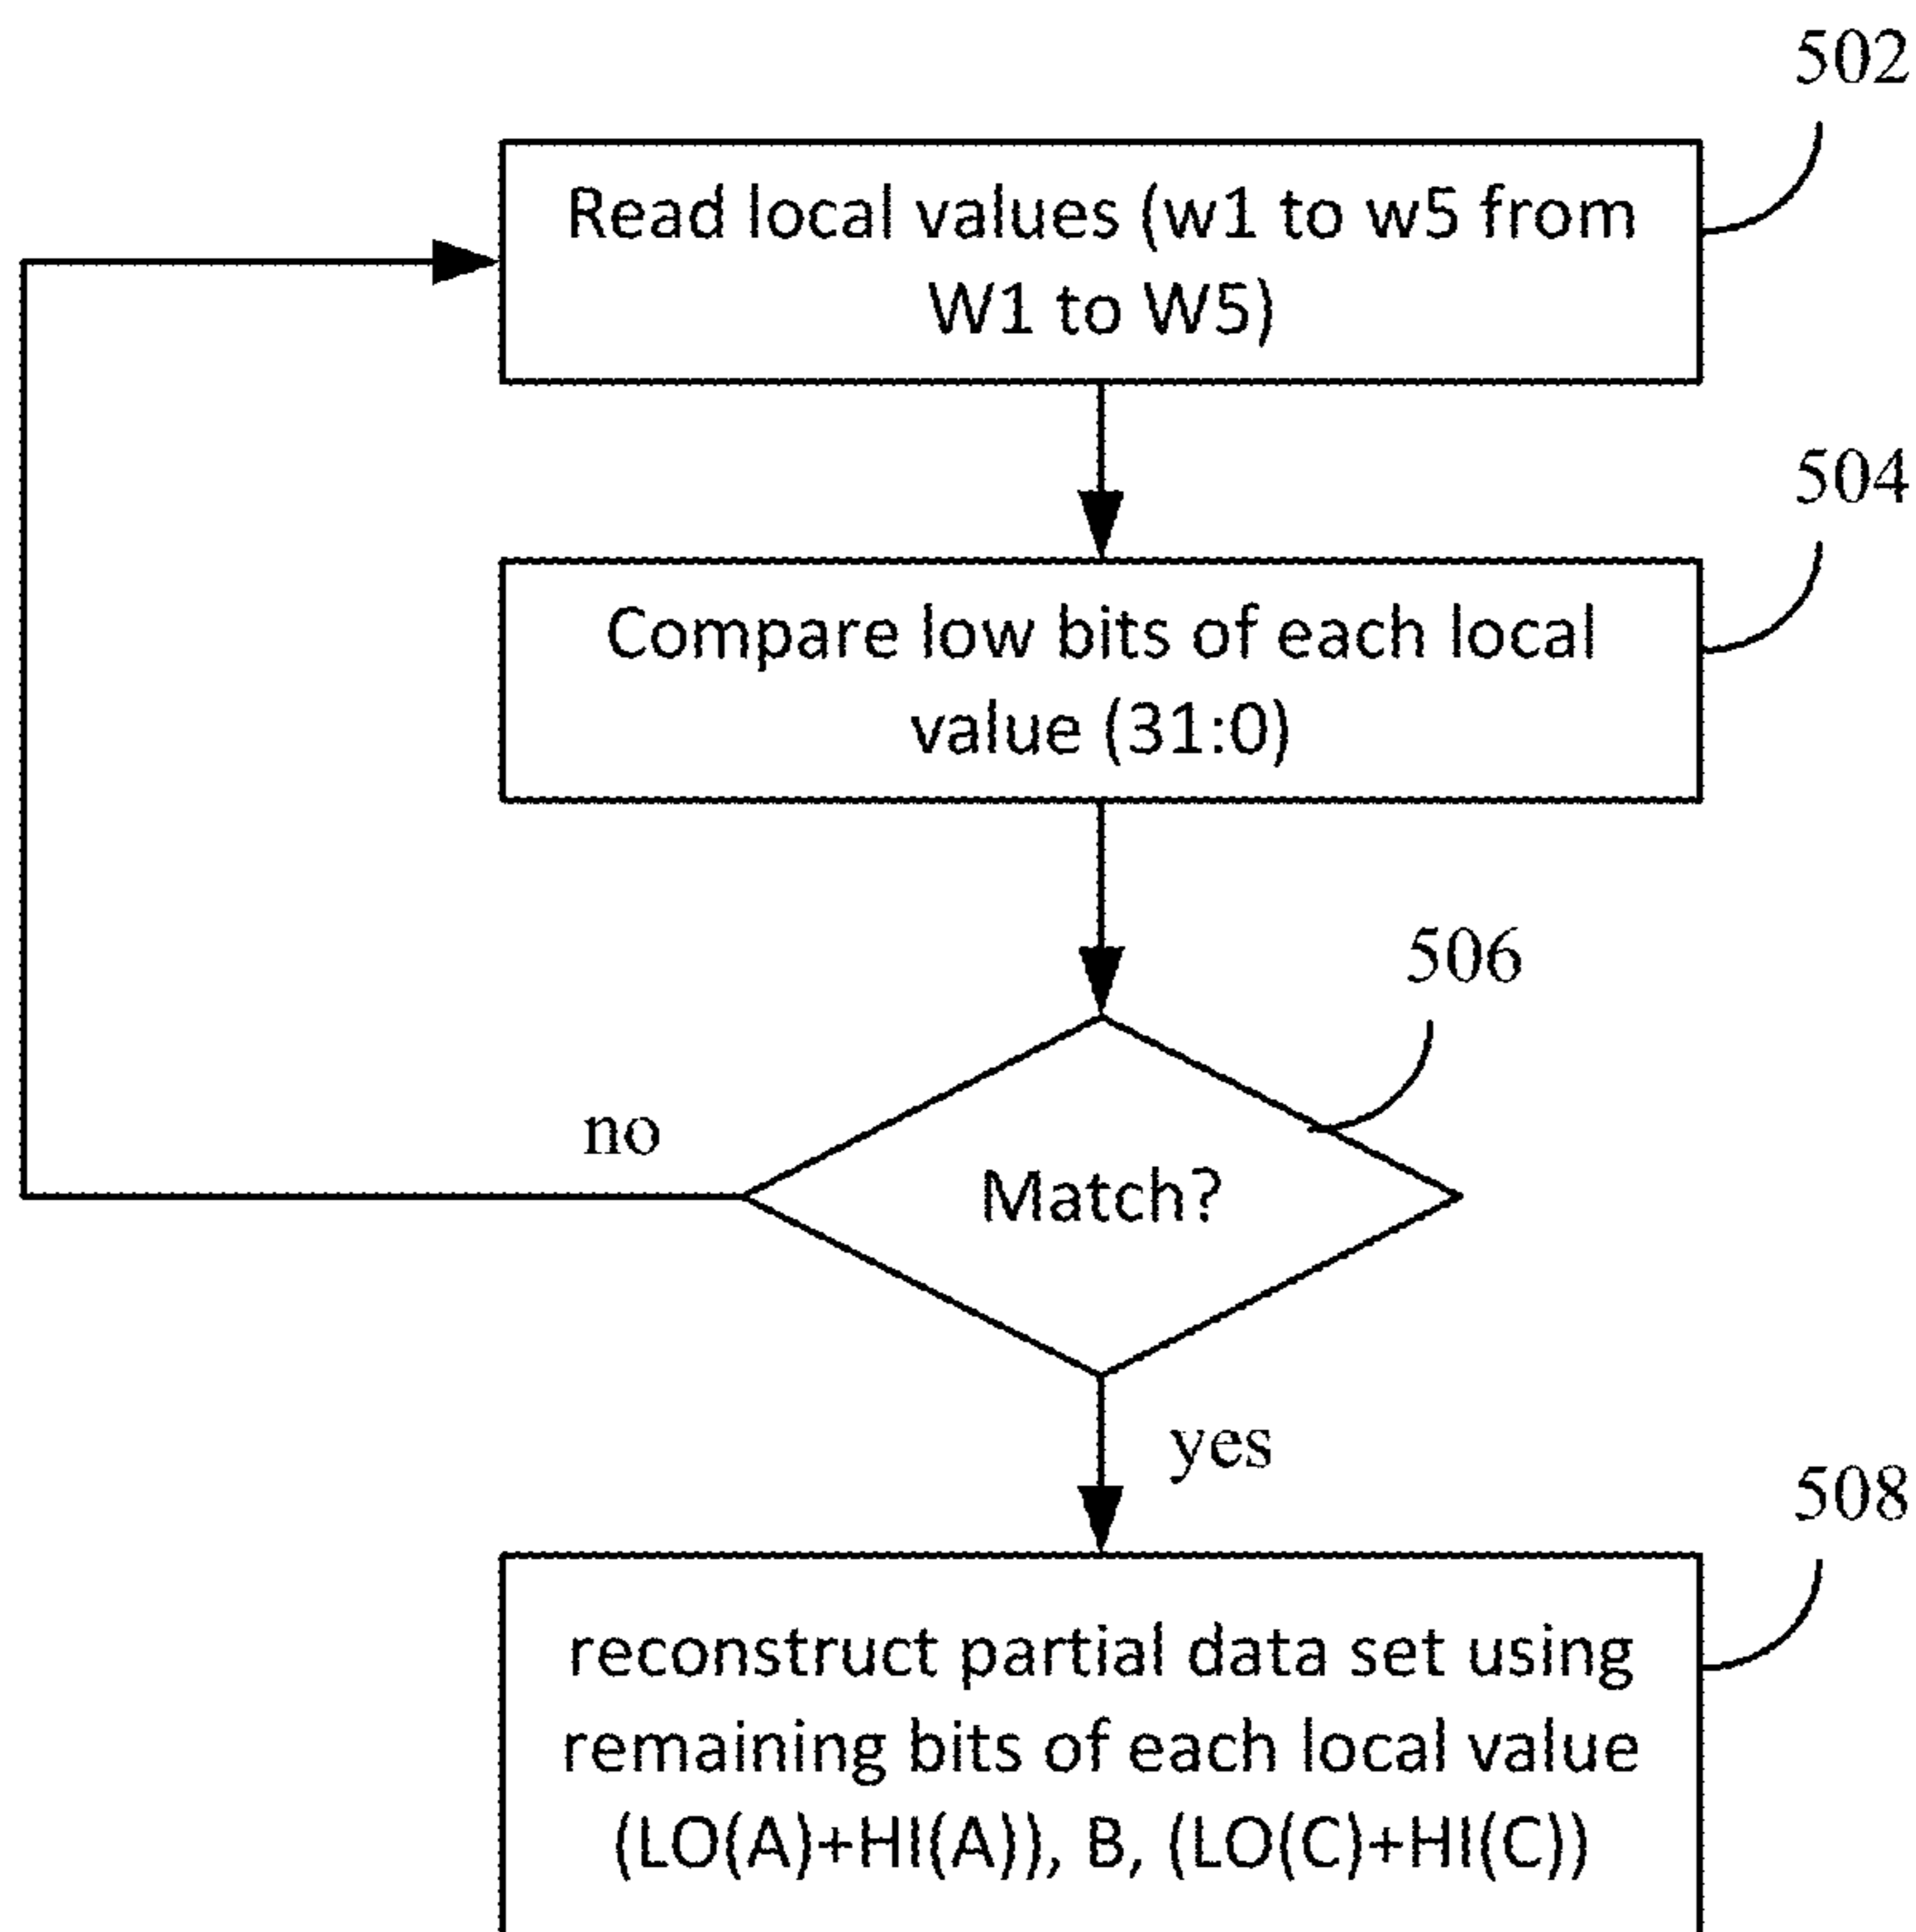 502
Read local values (w1 to w5 from
W1 to W5)
504
Compare low bits of each local
value (31:0)
506
no
Match?
yes
508
reconstruct partial data set using
remaining bits of each local value
(LO(A)+HI(A)), B, (LO(C)+HI(C))